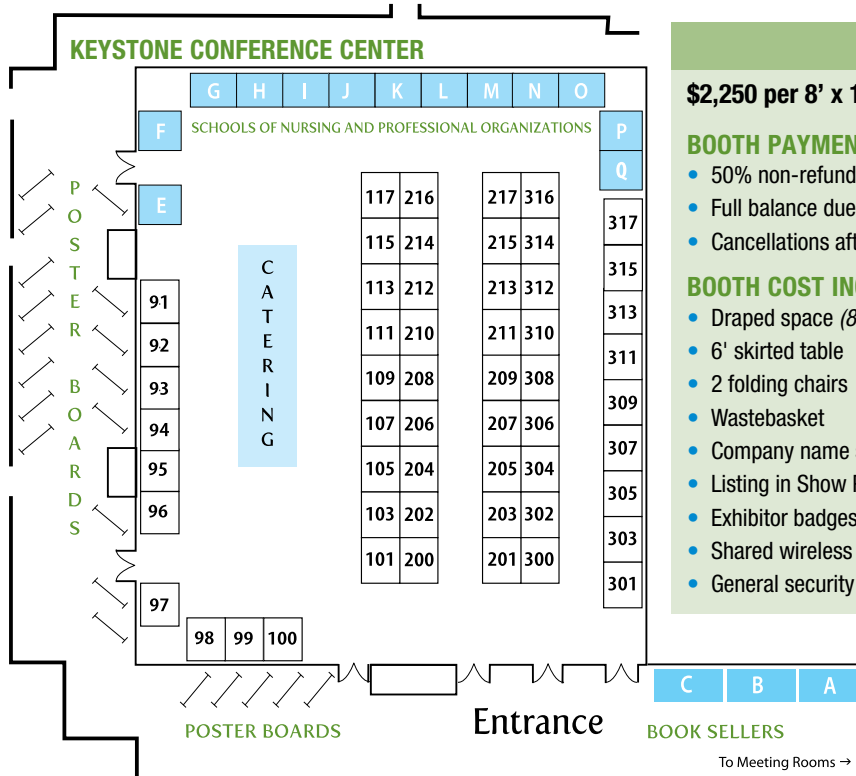 KEYSTONE CONFERENCE CENTER
G H I J K L M N O
F
SCHOOLS OF NURSING AND PROFESSIONAL ORGANIZATIONS
P
Q
E
POSTER BOARDS
CATERING
91
92
93
94
95
96
97
98 99 100
117 216
115 214
113 212
111 210
109 208
107 206
105 204
103 202
101 200
217 316
215 314
213 312
211 310
209 308
207 306
205 304
203 302
201 300
317
315
313
311
309
307
305
303
301
POSTER BOARDS
Entrance
C B A
BOOK SELLERS
To Meeting Rooms →
$2,250 per 8’ x 1
BOOTH PAYMEN
• 50% non-refund
• Full balance due
• Cancellations aft
BOOTH COST IN
• Draped space (8
• 6' skirted table
• 2 folding chairs
• Wastebasket
• Company name
• Listing in Show
• Exhibitor badges
• Shared wireless
• General security